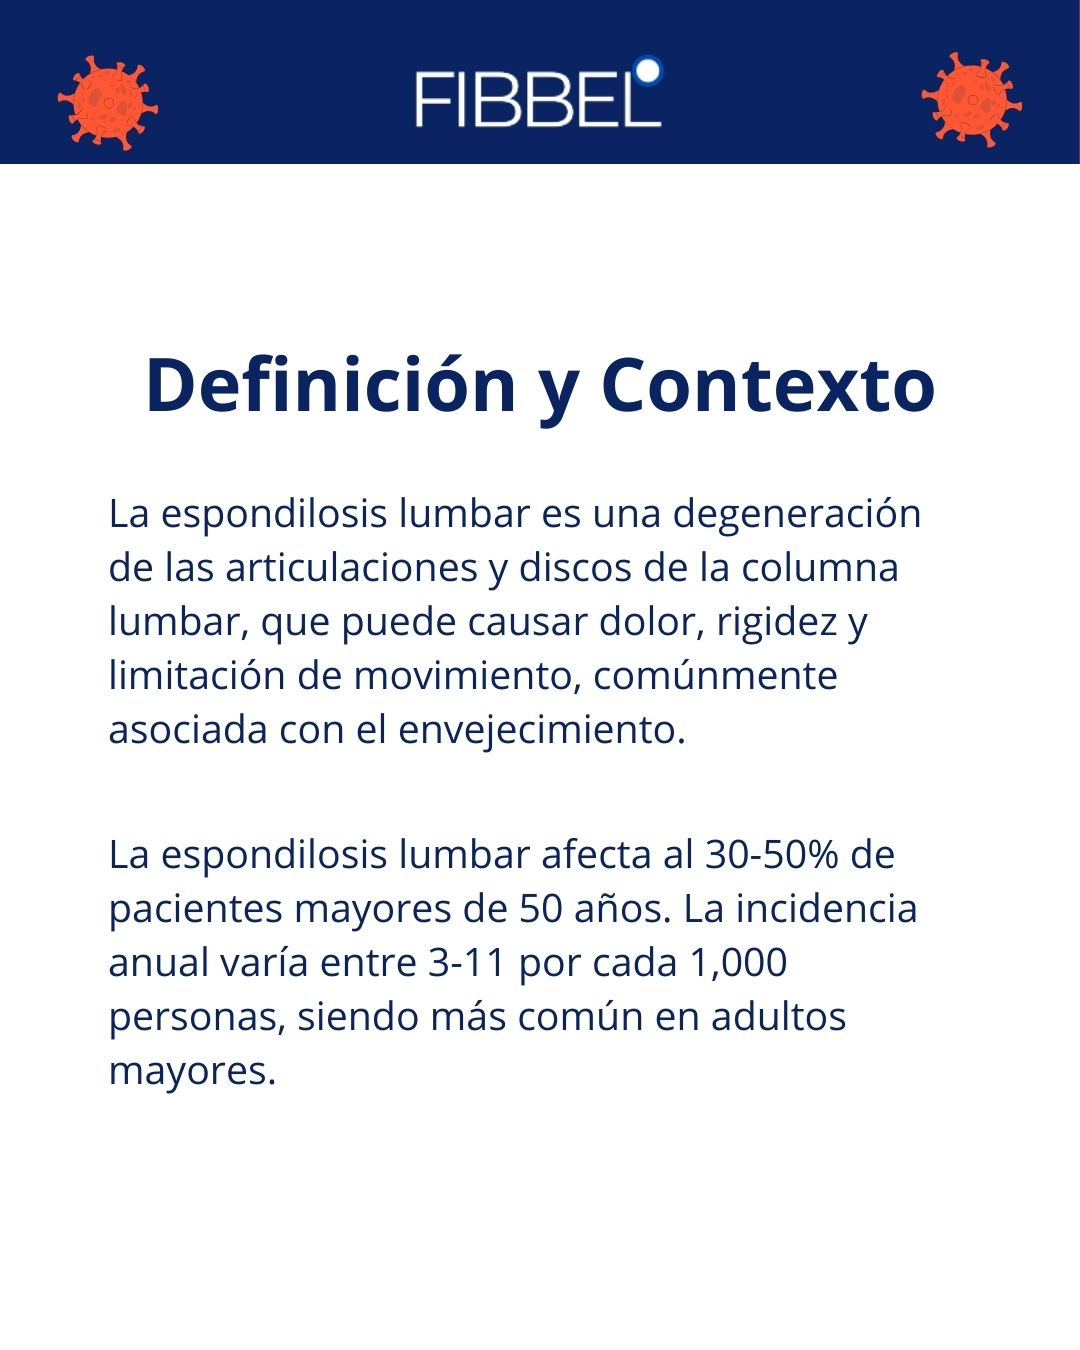 FIBBEL
Definición y Contexto
La espondilosis lumbar es una degeneración
de las articulaciones y discos de la columna
lumbar, que puede causar dolor, rigidez y
limitación de movimiento, comúnmente
asociada con el envejecimiento.
La espondilosis lumbar afecta al 30-50% de
pacientes mayores de 50 años. La incidencia
anual varía entre 3-11 por cada 1,000
personas, siendo más común en adultos
mayores.